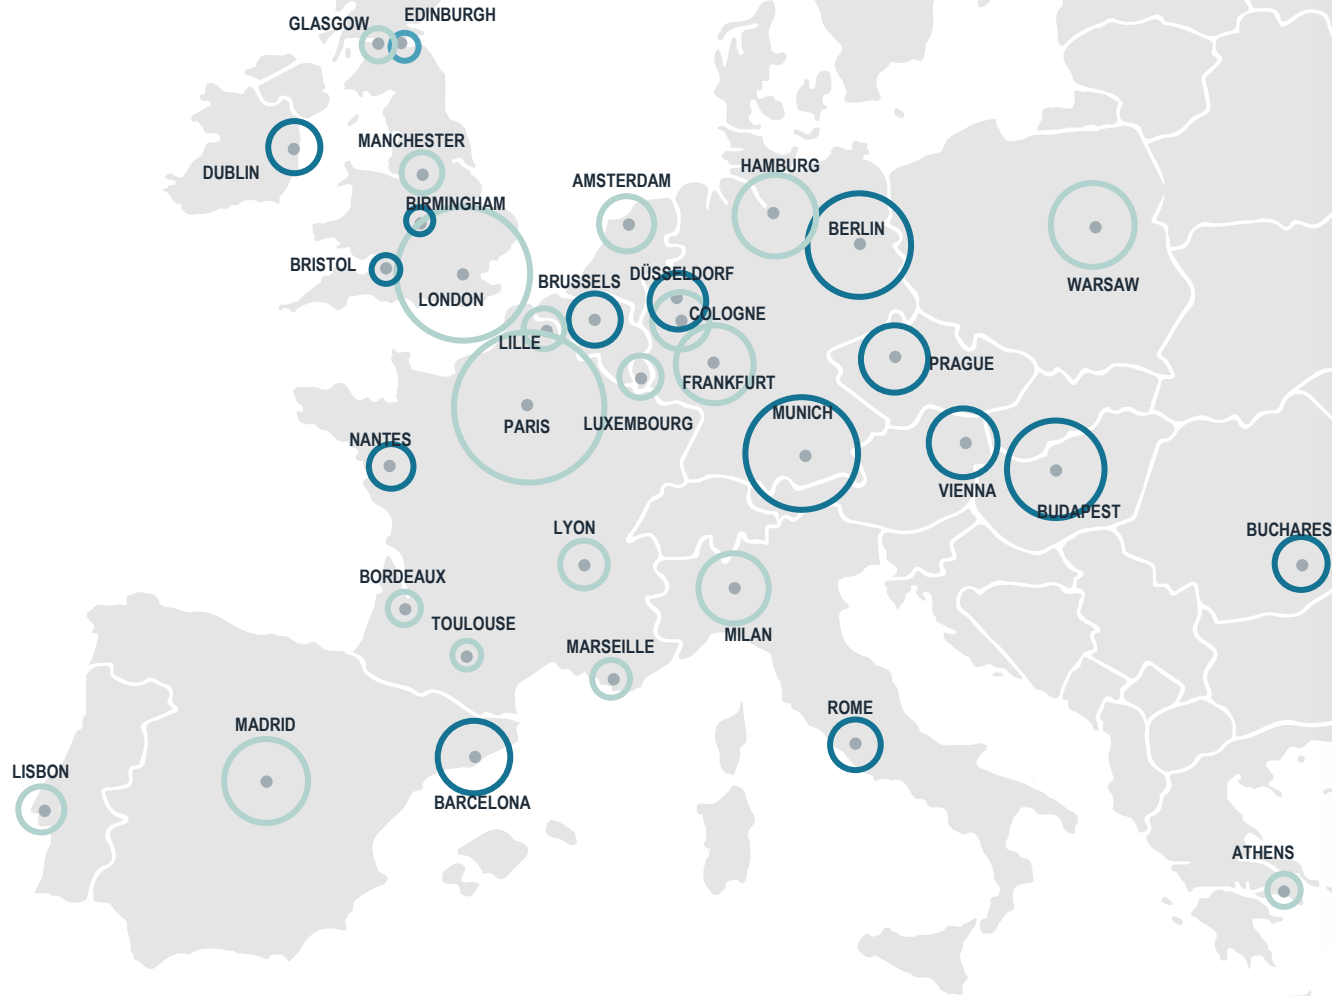 EDINBURGH
GLASGOW
MANCHESTER
DUBLIN
HAMBURG
AMSTERDAM
BIRMINGHAM
BERLIN
BRISTOL
DÜSSELDORF
BRUSSELS
WARSAW
LONDON
COLOGNE
LILLE
PRAGUE
FRANKFURT
MUNICH
LUXEMBOURG
PARIS
NANTES
VIENNA
BUDAPEST
LYON
BUCHARES
BORDEAUX
TOULOUSE
MILAN
MARSEILLE
ROME
MADRID
LISBON
BARCELONA
ATHENS